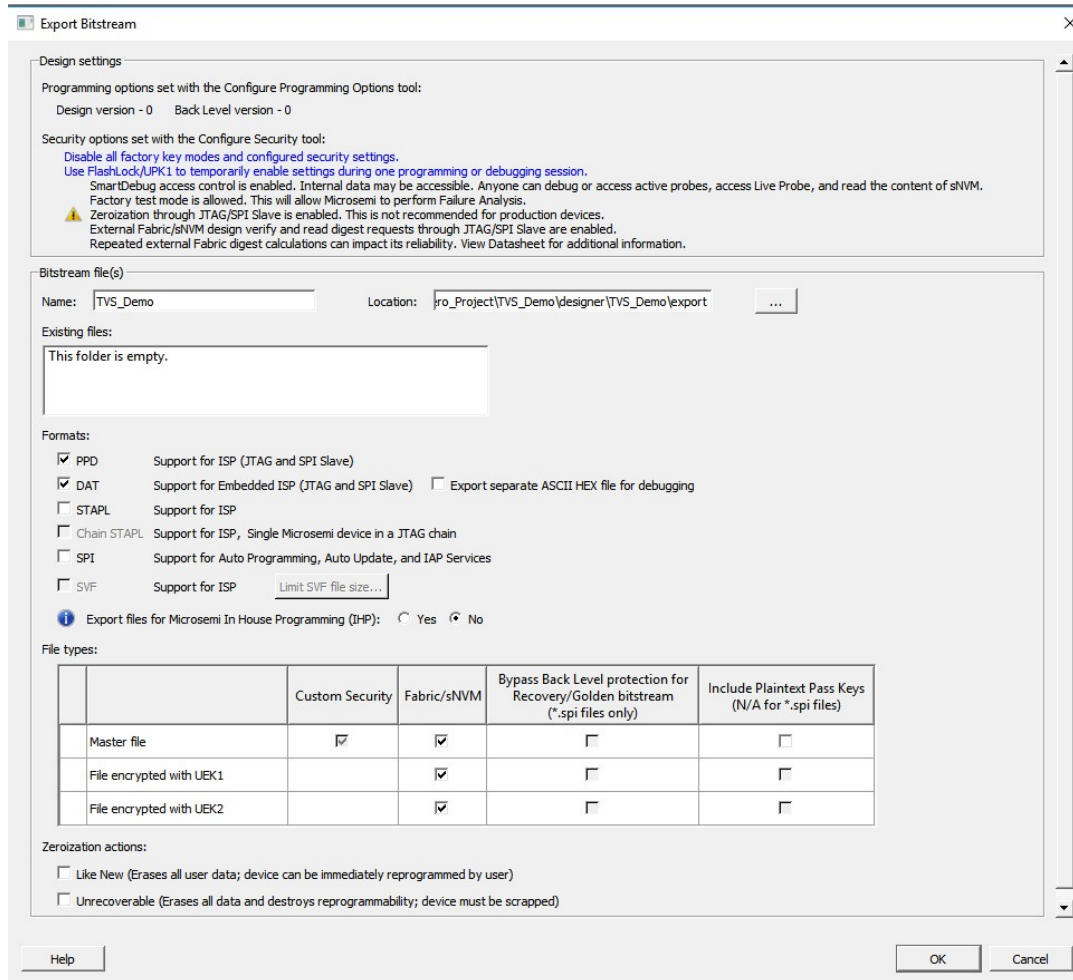 Export Bitstream
Design settings
Programming options set with the Configure Programming Options tool:
Design version - 0 Back Level version - 0
Security options set with the Configure Security tool:
Disable all factory key modes and configured security settings.
Use FlashLock/UPK1 to temporarily enable settings during one programming or debugging session.
SmartDebug access control is enabled. Internal data may be accessible. Anyone can debug or access active probes, access Live Probe, and read the content of sNVM.
Factory test mode is allowed. This will allow Microsemi to perform Failure Analysis.
Zeroization through JTAG/SPI Slave is enabled. This is not recommended for production devices.
External Fabric/sNVM design verify and read digest requests through JTAG/SPI Slave are enabled.
Repeated external Fabric digest calculations can impact its reliability. View Datasheet for additional information.
Bitstream file(s)
Name: TVS_Demo Location: ero_Project\TVS_Demo\designer\TVS_Demo\export ...
Existing files:
This folder is empty.
Formats:
PPD Support for ISP (JTAG and SPI Slave)
DAT Support for Embedded ISP (JTAG and SPI Slave) Export separate ASCII HEX file for debugging
STAPL Support for ISP
Chain STAPL Support for ISP, Single Microsemi device in a JTAG chain
SPI Support for Auto Programming, Auto Update, and IAP Services
SVF Support for ISP Limit SVF file size...
Export files for Microsemi In House Programming (IHP): Yes No
File types:
Custom Security Fabric/sNVM Bypass Back Level protection for
Recovery/Golden bitstream
(*.spi files only) Include Plaintext Pass Keys
(N/A for *.spi files)
Master file
File encrypted with UEK1
File encrypted with UEK2
Zeroization actions:
Like New (Erases all user data; device can be immediately reprogrammed by user)
Unrecoverable (Erases all data and destroys reprogrammability; device must be scrapped)
Help OK Cancel